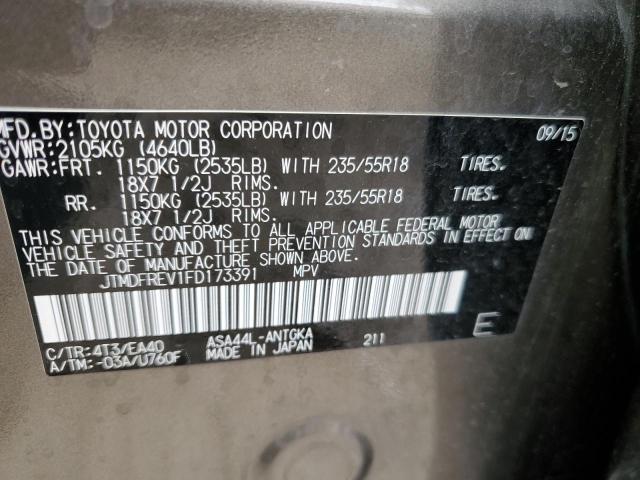 MFD.BY:TOYOTA MOTOR CORPORATION 09/15
GVWR:2105KG (4640LB)
GAWR:FRT. 1150KG (2535LB) WITH 235/55R18 TIRES.
18X7 1/2J RIMS.
RR. 1150KG (2535LB) WITH 235/55R18 TIRES.
18X7 1/2J RIMS.
THIS VEHICLE CONFORMS TO ALL APPLICABLE FEDERAL MOTOR
VEHICLE SAFETY AND THEFT PREVENTION STANDARDS IN EFFECT ON
THE DATE OF MANUFACTURE SHOWN ABOVE.
JTMDFREV1FD173391 MPV
C/TR:4T3/EA40 ASA44L-ANTGKA 211 E
A/TM:-03A/U760F MADE IN JAPAN